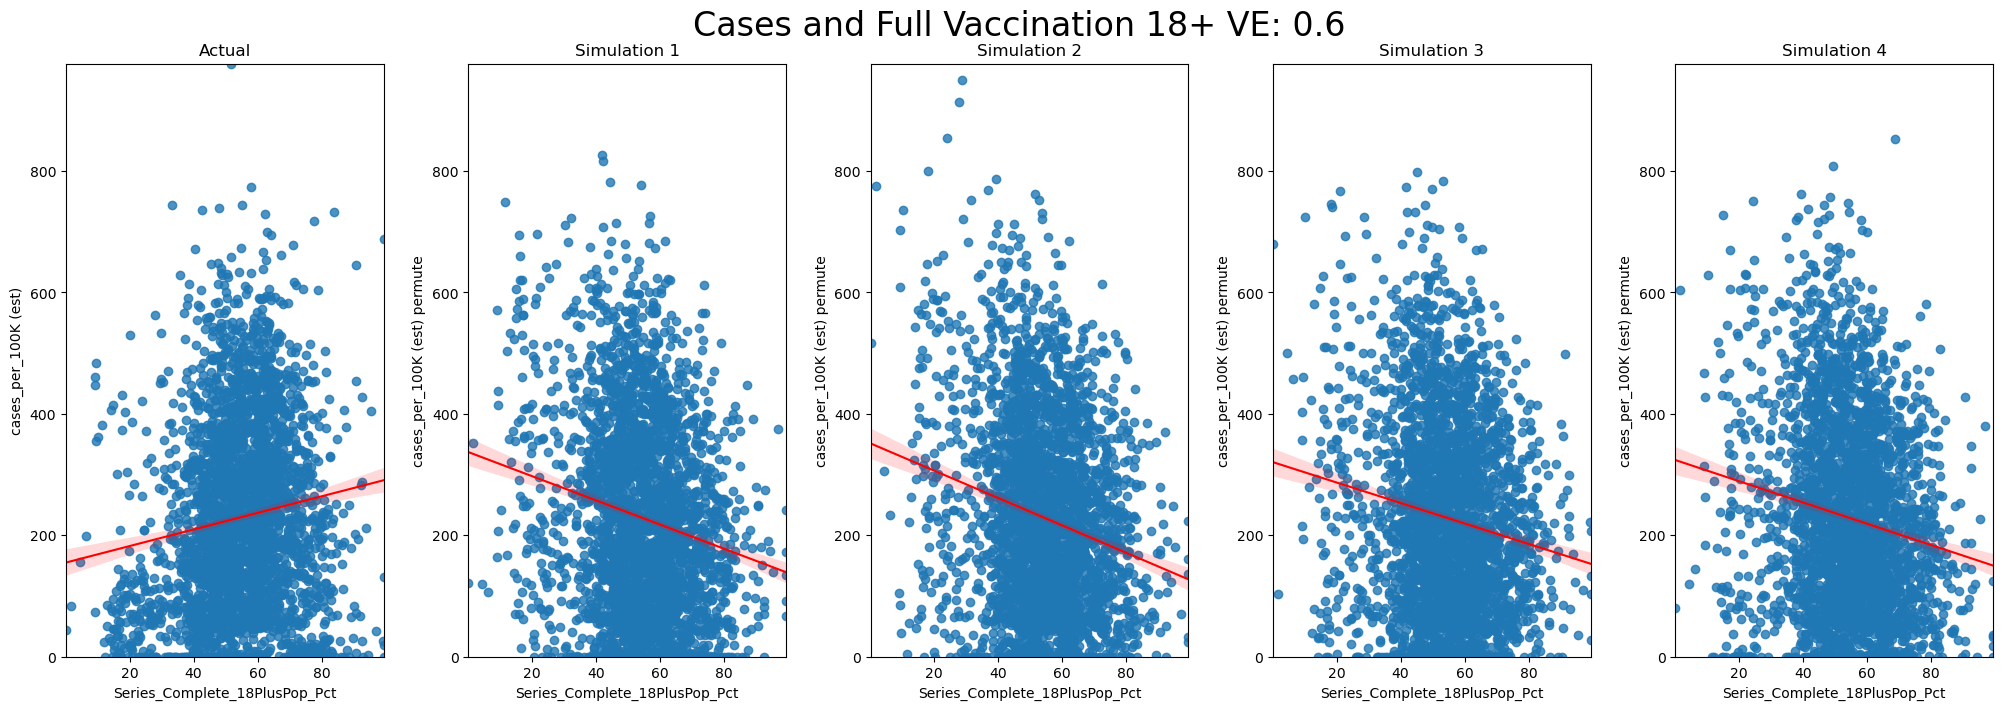 Cases and Full Vaccination 18+ VE: 0.6
Actual
cases_per_100K (est)
800
600
400
200
0
20 40 60 80
Series_Complete_18PlusPop_Pct
Simulation 1
cases_per_100K (est) permute
800
600
400
200
0
20 40 60 80
Series_Complete_18PlusPop_Pct
Simulation 2
cases_per_100K (est) permute
800
600
400
200
0
20 40 60 80
Series_Complete_18PlusPop_Pct
Simulation 3
cases_per_100K (est) permute
800
600
400
200
0
20 40 60 80
Series_Complete_18PlusPop_Pct
Simulation 4
cases_per_100K (est) permute
800
600
400
200
0
20 40 60 80
Series_Complete_18PlusPop_Pct